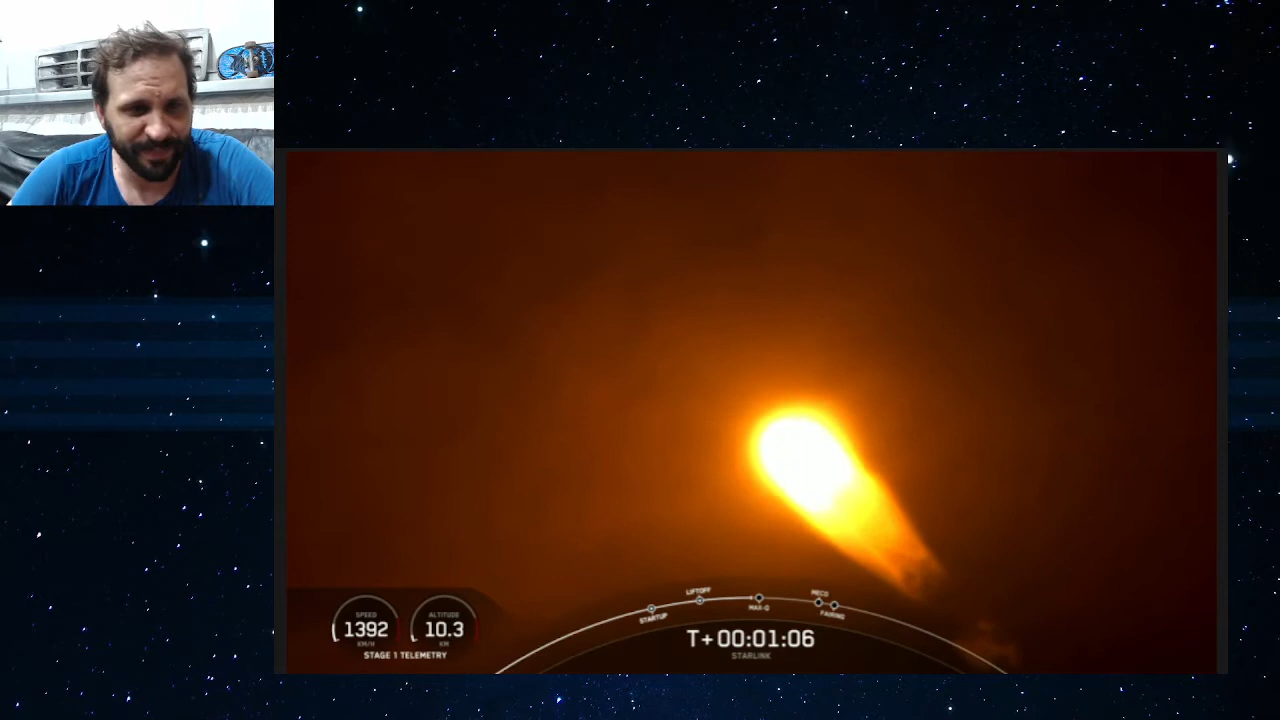 LIFTOFF
STARTUP
MAX-Q
MECO
FAIRING
SPEED
1392
KM/H
ALTITUDE
10.3
KM
STAGE 1 TELEMETRY
T+00:01:06
STARLINK